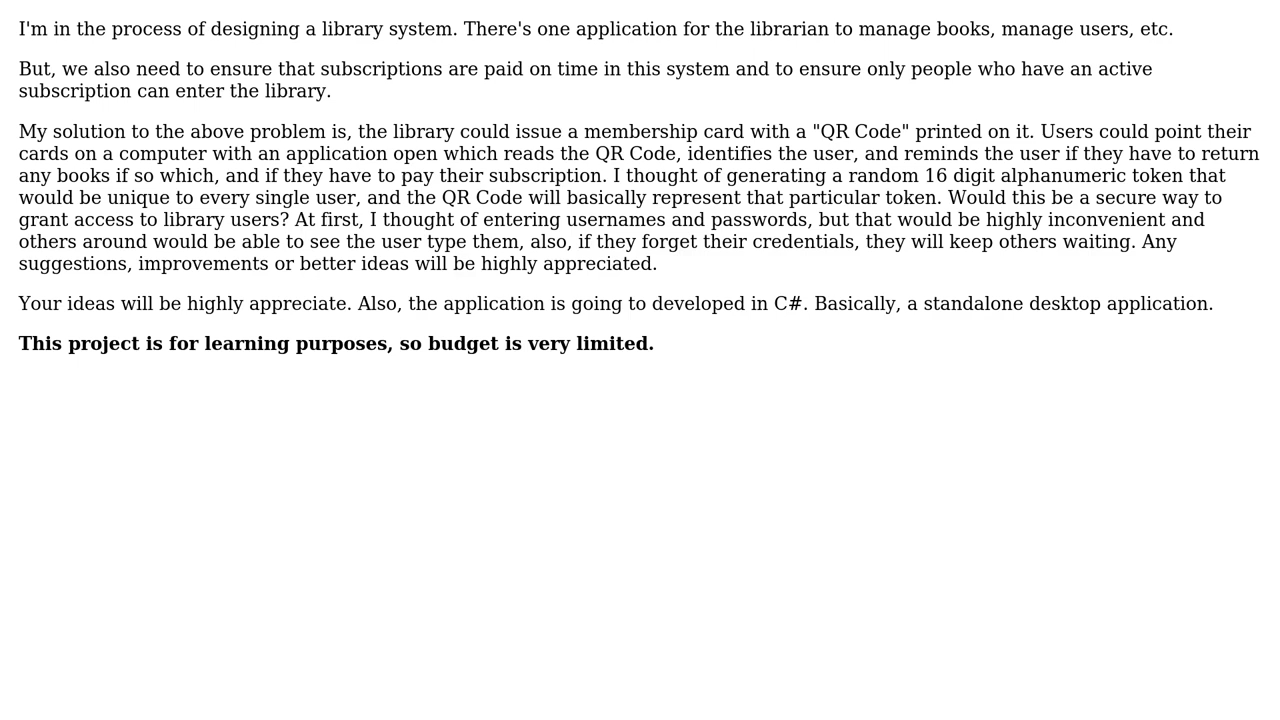 I'm in the process of designing a library system. There's one application for the librarian to manage books, manage users, etc.
But, we also need to ensure that subscriptions are paid on time in this system and to ensure only people who have an active
subscription can enter the library.
My solution to the above problem is, the library could issue a membership card with a "QR Code" printed on it. Users could point their
cards on a computer with an application open which reads the QR Code, identifies the user, and reminds the user if they have to return
any books if so which, and if they have to pay their subscription. I thought of generating a random 16 digit alphanumeric token that
would be unique to every single user, and the QR Code will basically represent that particular token. Would this be a secure way to
grant access to library users? At first, I thought of entering usernames and passwords, but that would be highly inconvenient and
others around would be able to see the user type them, also, if they forget their credentials, they will keep others waiting. Any
suggestions, improvements or better ideas will be highly appreciated.
Your ideas will be highly appreciate. Also, the application is going to developed in C#. Basically, a standalone desktop application.
This project is for learning purposes, so budget is very limited.